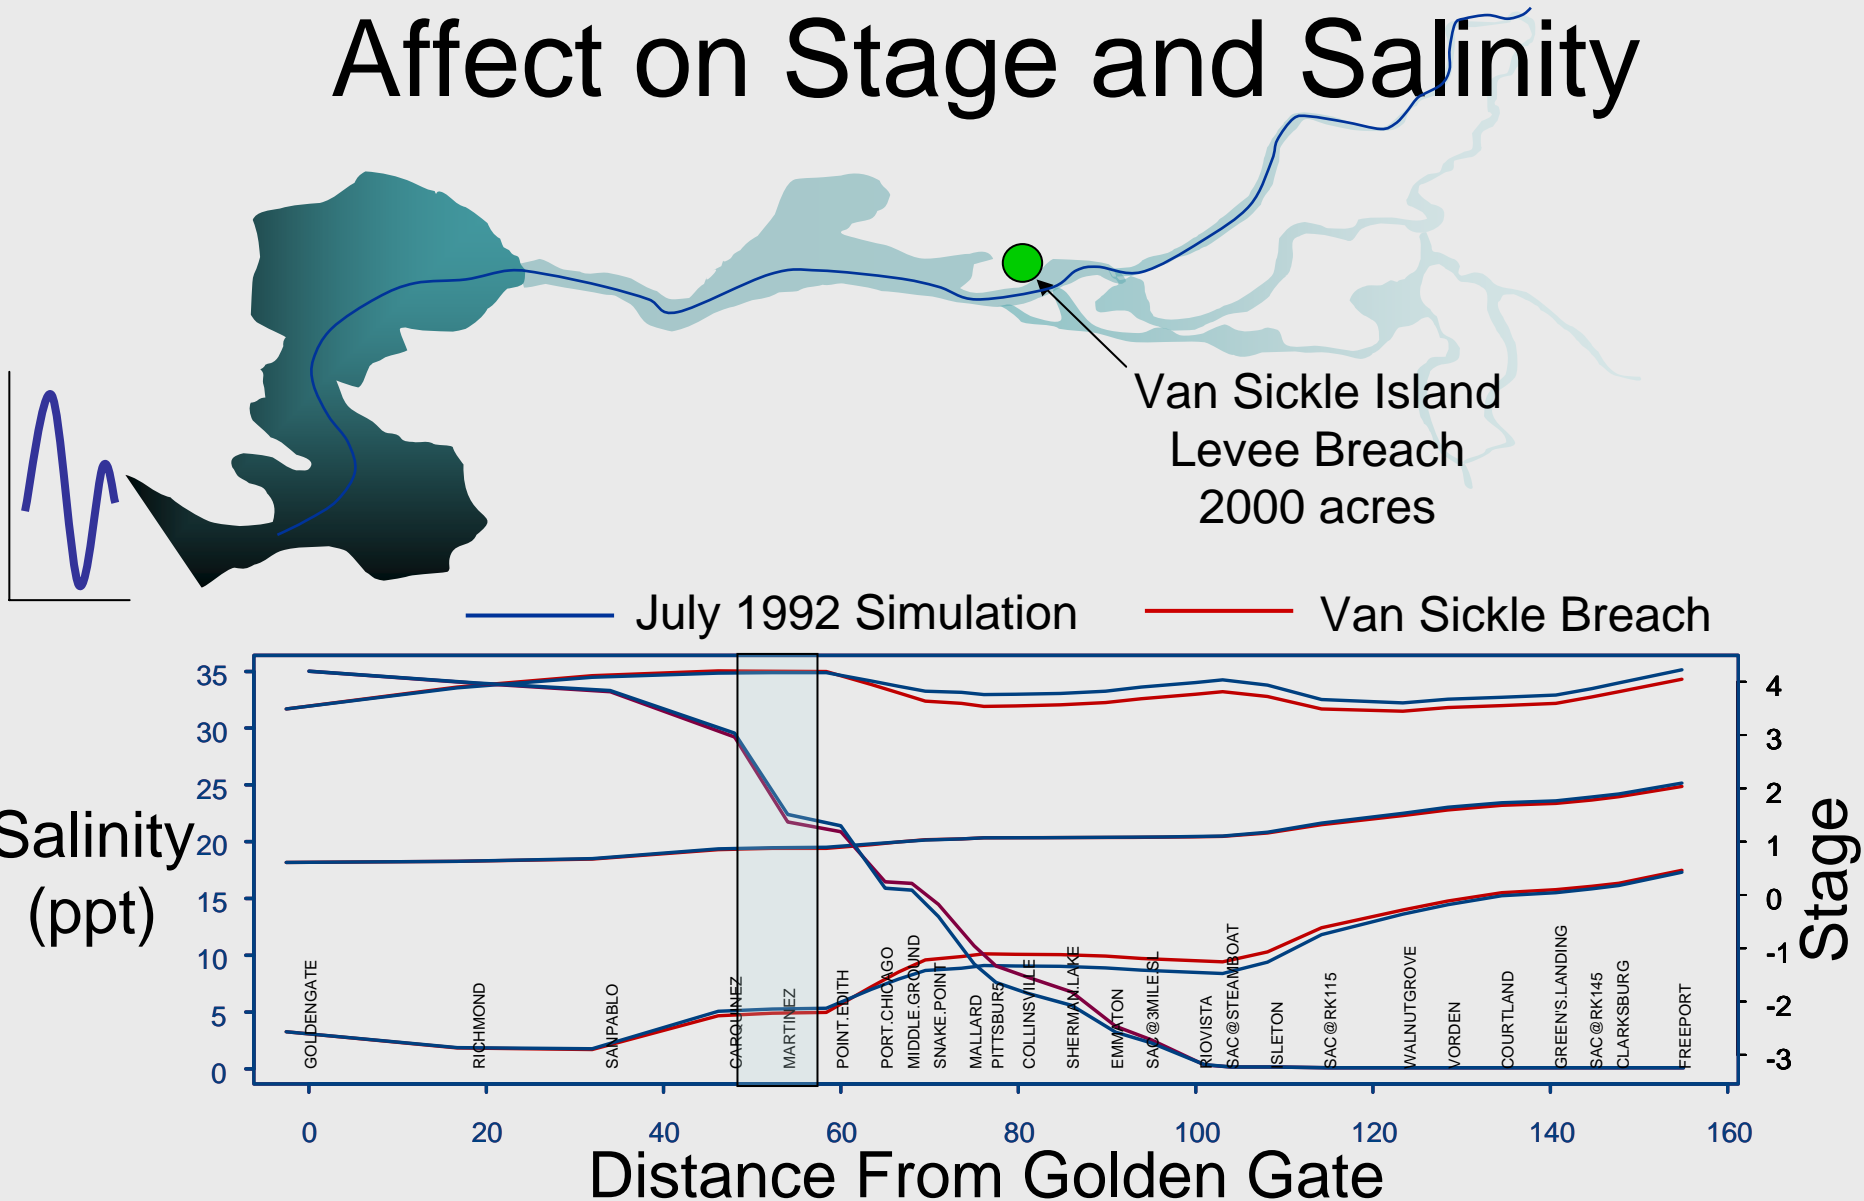 Affect on Stage and Salinity
Van Sickle Island
Levee Breach
2000 acres
July 1992 Simulation
Van Sickle Breach
35
30
25
20
15
10
5
0
Salinity
(ppt)
4
3
2
1
0
-1
-2
-3
Stage
GOLDENGATE
RICHMOND
SANPABLO
CARQUINEZ
MARTINEZ
POINT.EDITH
PORT.CHICAGO
MIDDLE.GROUND
SNAKE.POINT
MALLARD
PITTSBUR5
COLLINSVILLE
SHERMAN.LAKE
EMMATON
SAC@3MILE.SL
RIOVISTA
SAC@STEAMBOAT
ISLETON
SAC@RK115
WALNUTGROVE
VORDEN
COURTLAND
GREEN'S.LANDING
SAC@RK145
CLARKSBURG
FREEPORT
0 20 40 60 80 100 120 140 160
Distance From Golden Gate